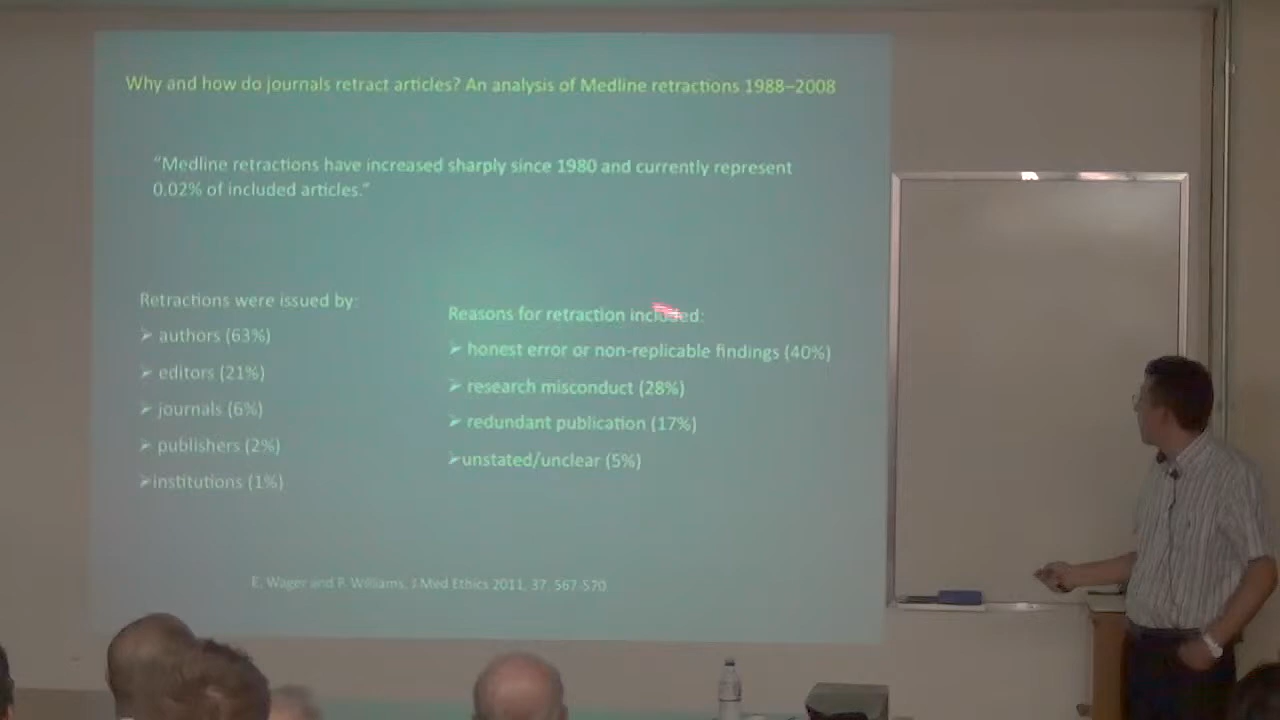 Why and how do journals retract articles? An analysis of Medline retractions 1988–2008
“Medline retractions have increased sharply since 1980 and currently represent
0.02% of included articles.”
Retractions were issued by:
➢ authors (63%)
➢ editors (21%)
➢ journals (6%)
➢ publishers (2%)
➢institutions (1%)
Reasons for retraction included:
➢ honest error or non-replicable findings (40%)
➢ research misconduct (28%)
➢ redundant publication (17%)
➢unstated/unclear (5%)
E. Wager and P. Williams, J Med Ethics 2011, 37, 567-570